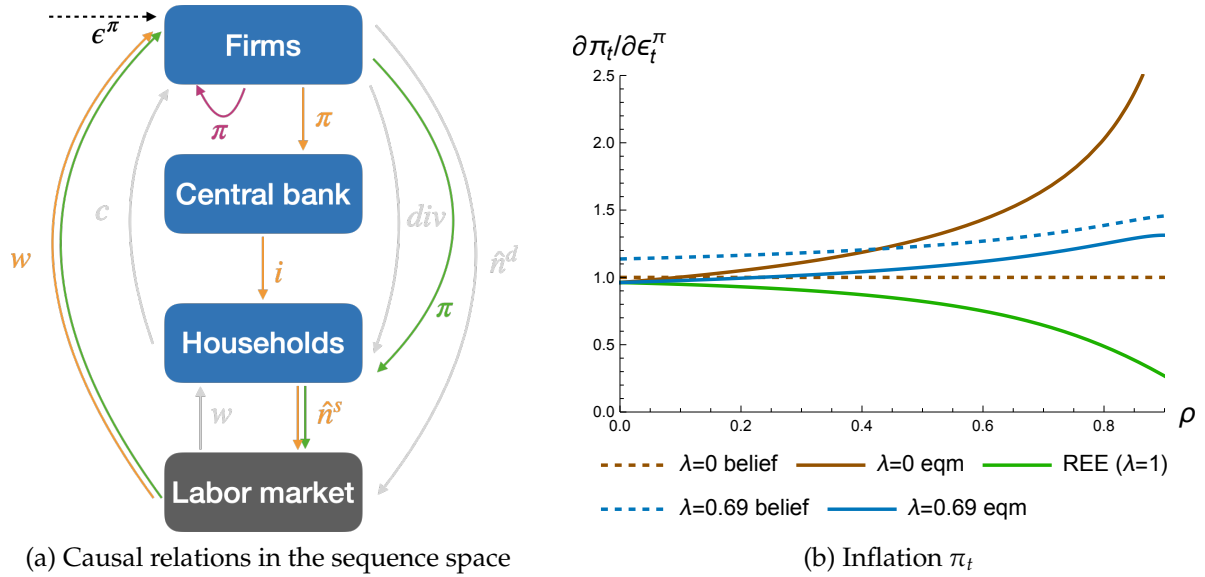 ϵ^π
Firms
π
π
Central bank
c
div
w
n̂^d
i
π
Households
w
n̂^s
Labor market
(a) Causal relations in the sequence space
∂π_t/∂ϵ_t^π
2.5
2.0
1.5
1.0
0.5
0.0
0.0 0.2 0.4 0.6 0.8
ρ
λ=0 belief λ=0 eqm REE (λ=1)
λ=0.69 belief λ=0.69 eqm
(b) Inflation π_t